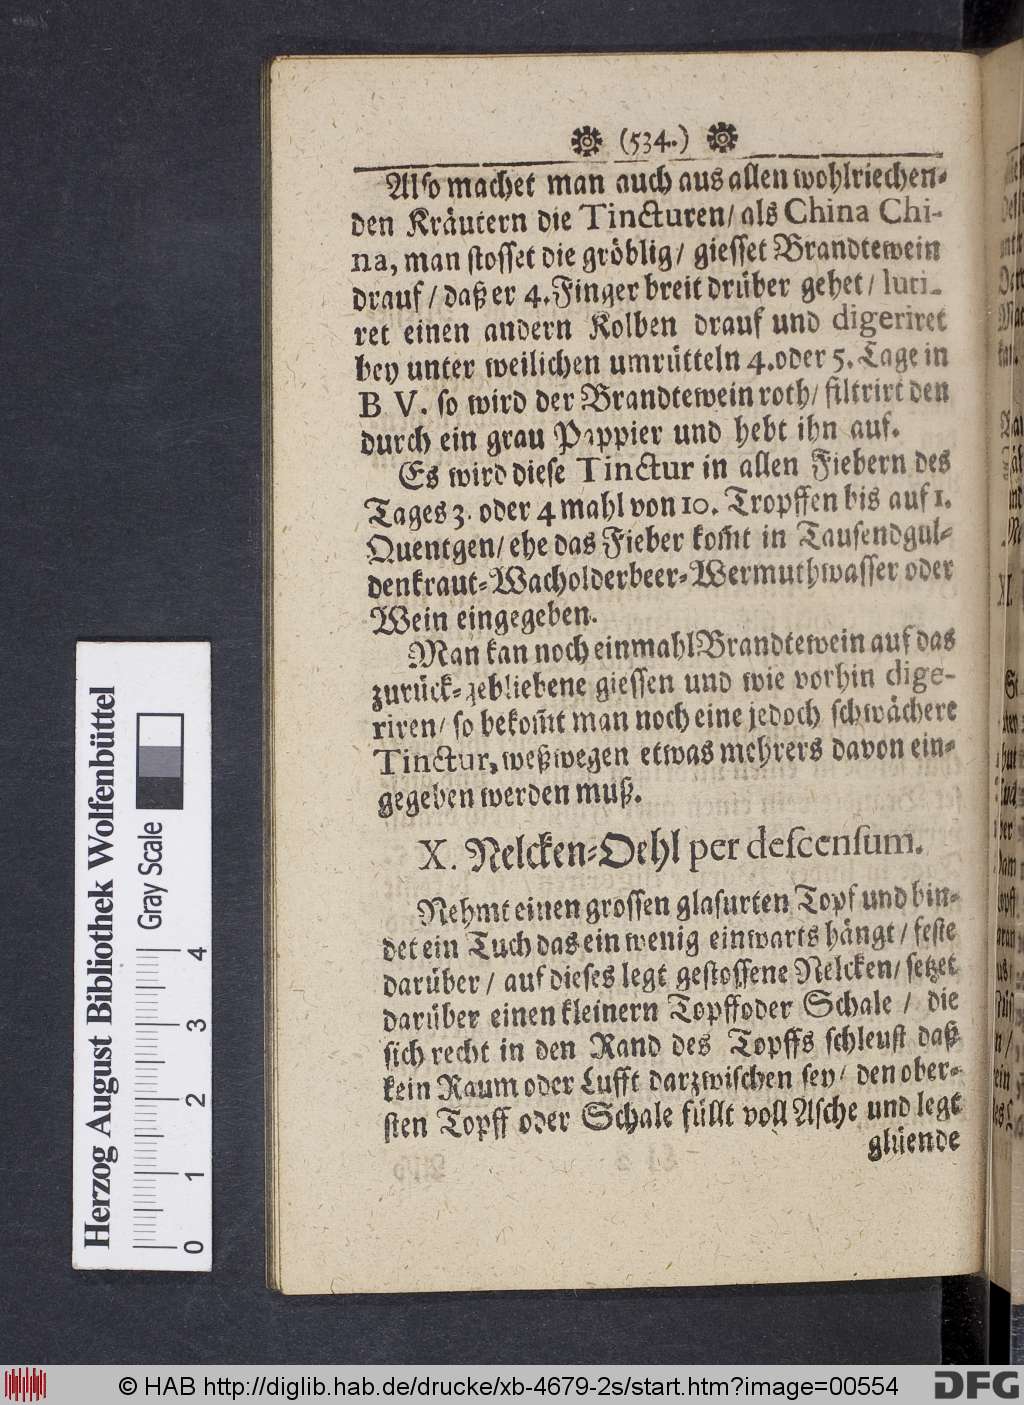 (534.)
Also machet man auch aus allen wohlriechen-
den Kräutern die Tincturen/ als China Chi-
na, man stosset die gröblig/ giesset Brandtewein
drauf/ daß er 4. Finger breit drüber gehet/ luti-
ret einen andern Kolben drauf und digeriret
bey unter weilichen umrütteln 4. oder 5. Tage in
B V. so wird der Brandtewein roth/ filtrirt den
durch ein grau Pappier und hebt ihn auf.
Es wird diese Tinctur in allen Fiebern des
Tages 3. oder 4 mahl von 10. Tropffen bis auf 1.
Quentgen/ ehe das Fieber kom̃t in Tausendgul-
denkraut-Wacholderbeer-Wermuthwasser oder
Wein eingegeben.
Man kan noch einmahl Brandtewein auf das
zurück-gebliebene giessen und wie vorhin dige-
riren/ so bekom̃t man noch eine jedoch schwächere
Tinctur, weßwegen etwas mehrers davon ein-
gegeben werden muß.
X. Nelcken-Oehl per descensum.
Nehmt einen grossen glasurten Topf und bin-
det ein Tuch das ein wenig einwarts hängt/ feste
darüber/ auf dieses legt gestossene Nelcken/ setzet
darüber einen kleinern Topff oder Schale/ die
sich recht in den Rand des Topffs schleust daß
kein Raum oder Lufft darzwischen sey/ den ober-
sten Topff oder Schale füllt voll Asche und legt
glüende
Herzog August Bibliothek Wolfenbüttel
Gray Scale
0 1 2 3 4
© HAB http://diglib.hab.de/drucke/xb-4679-2s/start.htm?image=00554
DFG